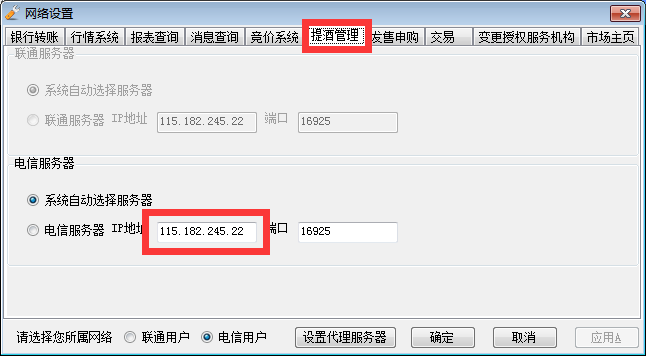 网络设置
银行转账 行情系统 报表查询 消息查询 竞价系统 提酒管理 发售申购 交易 变更授权服务机构 市场主页
联通服务器
系统自动选择服务器
联通服务器 IP地址 115.182.245.22 端口 16925
电信服务器
系统自动选择服务器
电信服务器 IP地址 115.182.245.22 端口 16925
请选择您所属网络 联通用户 电信用户 设置代理服务器 确定 取消 应用A